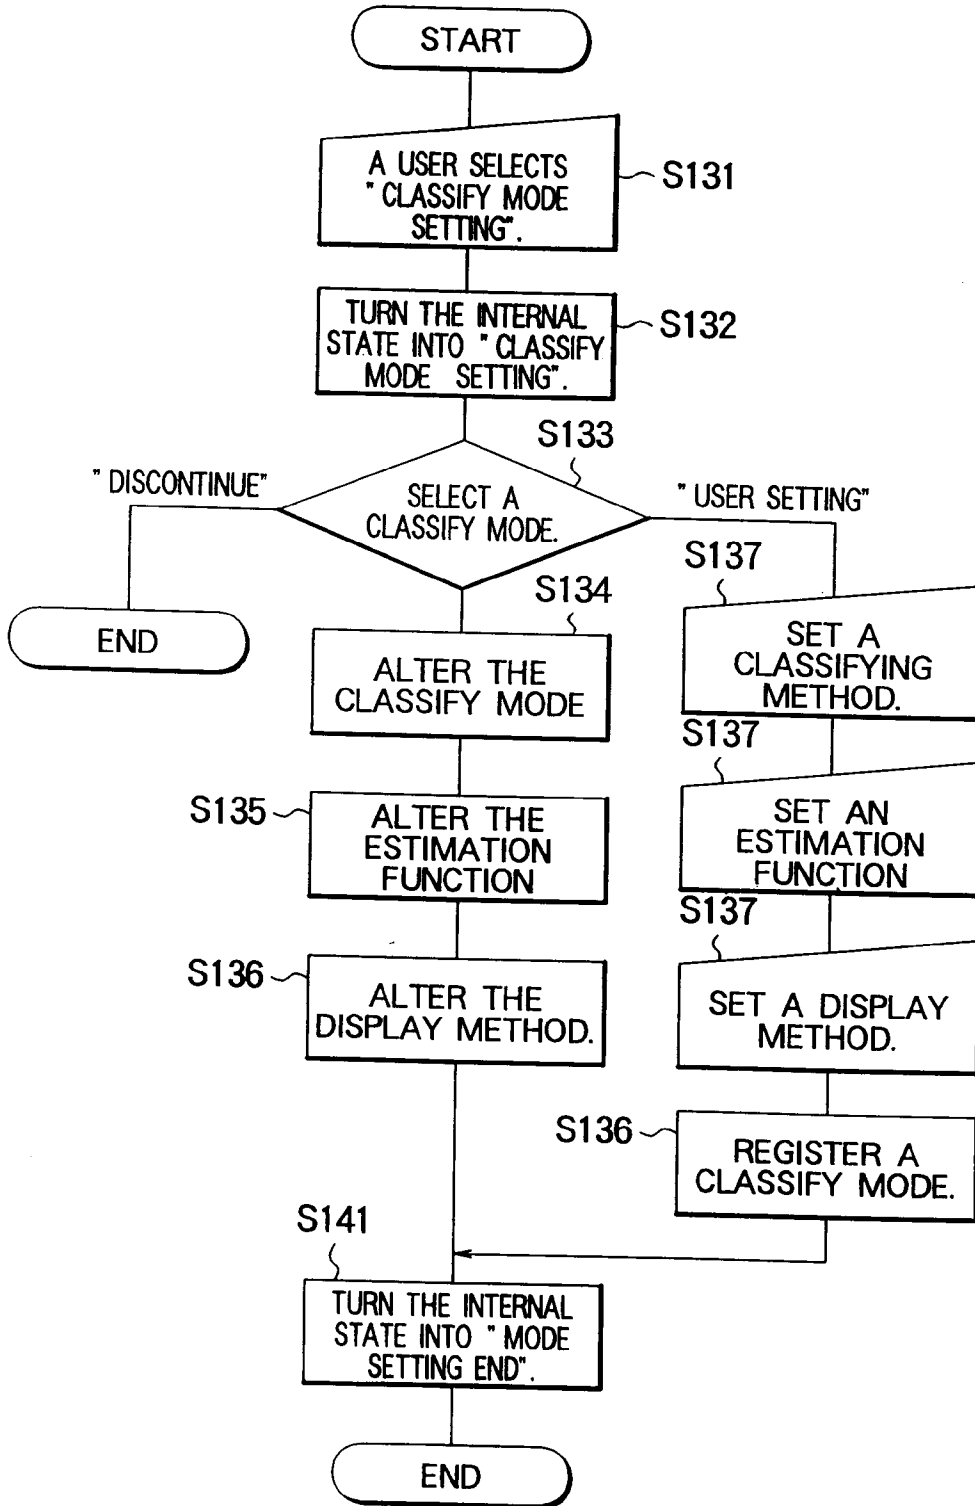 START
A USER SELECTS
" CLASSIFY MODE
SETTING".
S131
TURN THE INTERNAL
STATE INTO " CLASSIFY
MODE SETTING".
S132
S133
" DISCONTINUE"
SELECT A
CLASSIFY MODE.
" USER SETTING"
END
S134
ALTER THE
CLASSIFY MODE
S137
SET A
CLASSIFYING
METHOD.
S135
ALTER THE
ESTIMATION
FUNCTION
S137
SET AN
ESTIMATION
FUNCTION
S136
ALTER THE
DISPLAY METHOD.
S137
SET A DISPLAY
METHOD.
S136
REGISTER A
CLASSIFY MODE.
S141
TURN THE INTERNAL
STATE INTO " MODE
SETTING END".
END